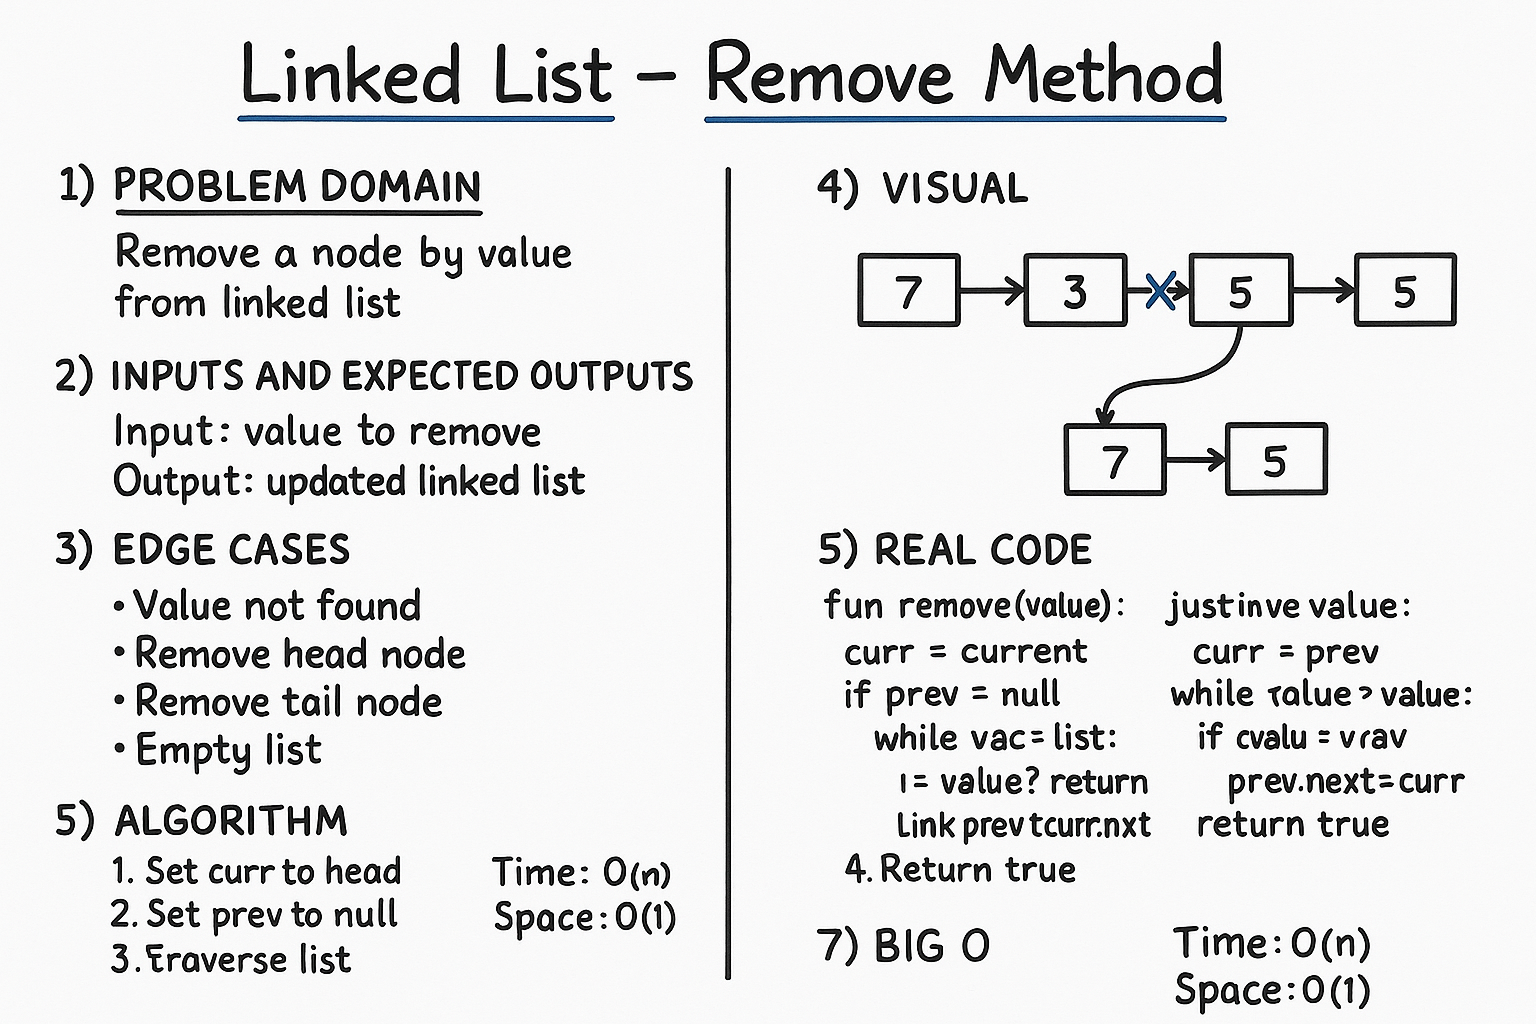 Linked List – Remove Method
1) PROBLEM DOMAIN
Remove a node by value
from linked list
2) INPUTS AND EXPECTED OUTPUTS
Input: value to remove
Output: updated linked list
3) EDGE CASES
• Value not found
• Remove head node
• Remove tail node
• Empty list
5) ALGORITHM
1. Set curr to head
2. Set prev to null
3. Eraverse list
Time: O(n)
Space: O(1)
4) VISUAL
7 3 5 5
7 5
5) REAL CODE
fun remove(value):
curr = current
if prev = null
while vac= list:
= value? return
Link prev tcurr.nxt
4. Return true
justinve value:
curr = prev
while value:
if cvalu =
prev.next=curr
return true
7) BIG O
Time: O(n)
Space: O(1)